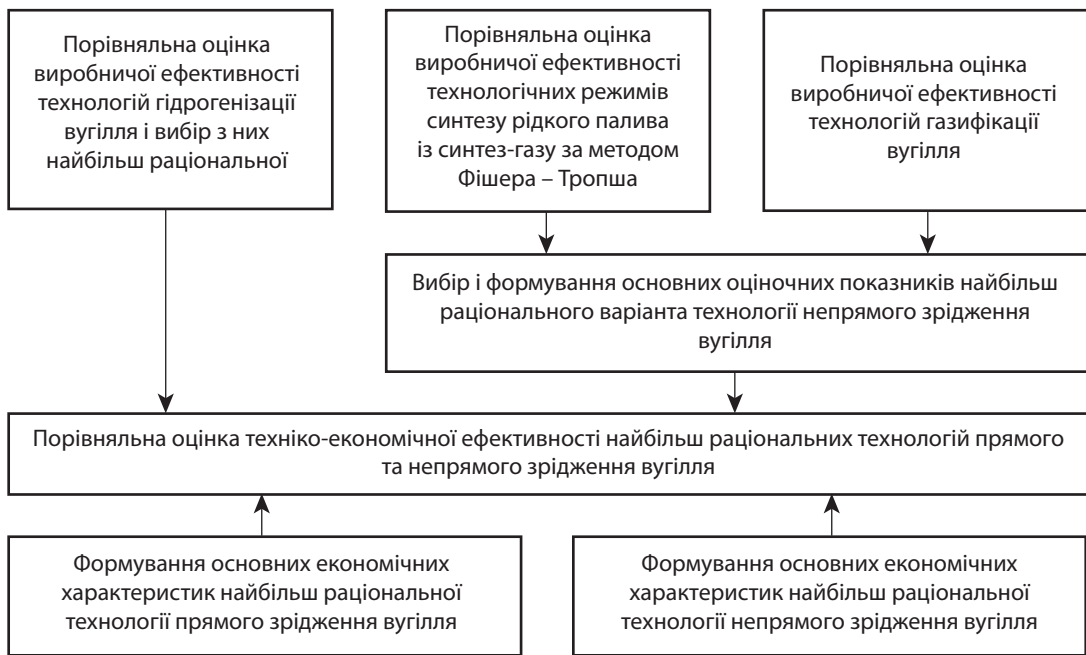 Порівняльна оцінка
виробничої ефективності
технологій гідрогенізації
вугілля і вибір з них
найбільш раціональної
Порівняльна оцінка
виробничої ефективності
технологічних режимів
синтезу рідкого палива
із синтез-газу за методом
Фішера – Тропша
Порівняльна оцінка
виробничої ефективності
технологій газифікації
вугілля
Вибір і формування основних оціночних показників найбільш
раціонального варіанта технології непрямого зрідження
вугілля
Порівняльна оцінка техніко-економічної ефективності найбільш раціональних технологій прямого
та непрямого зрідження вугілля
Формування основних економічних
характеристик найбільш раціональної
технології прямого зрідження вугілля
Формування основних економічних
характеристик найбільш раціональної
технології непрямого зрідження вугілля